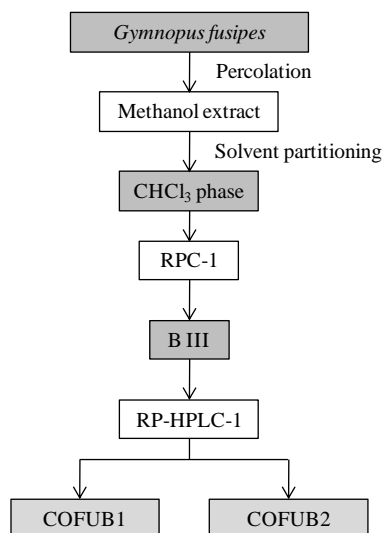 Gymnopus fusipes
Percolation
Methanol extract
Solvent partitioning
CHCl₃ phase
RPC-1
B III
RP-HPLC-1
COFUB1
COFUB2